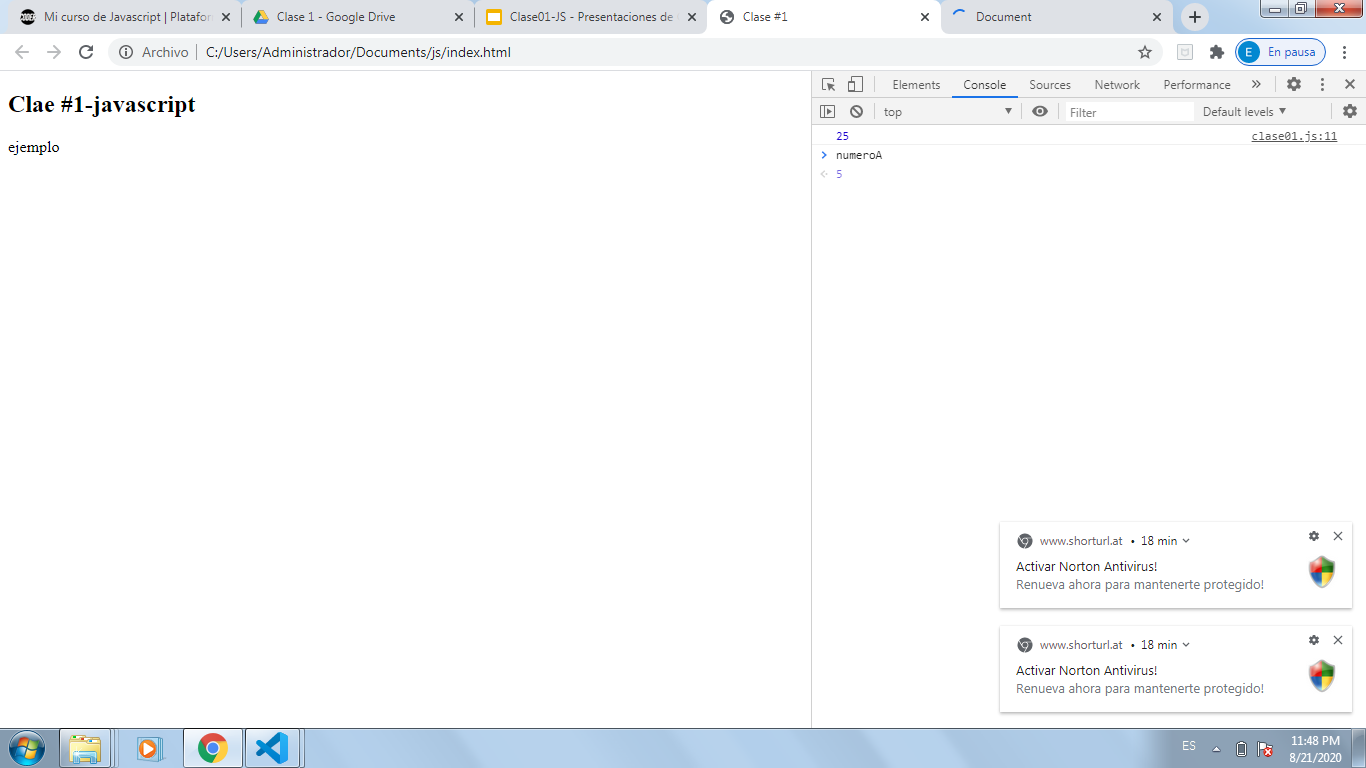 Mi curso de Javascript | Platafor
Clase 1 - Google Drive
Clase01-JS - Presentaciones de
Clase #1
Document
Archivo
C:/Users/Administrador/Documents/js/index.html
E
En pausa
Clae #1-javascript
ejemplo
Elements
Console
Sources
Network
Performance
top
Filter
Default levels
25
clase01.js:11
numeroA
5
www.shorturl.at • 18 min
Activar Norton Antivirus!
Renueva ahora para mantenerte protegido!
www.shorturl.at • 18 min
Activar Norton Antivirus!
Renueva ahora para mantenerte protegido!
ES
11:48 PM
8/21/2020